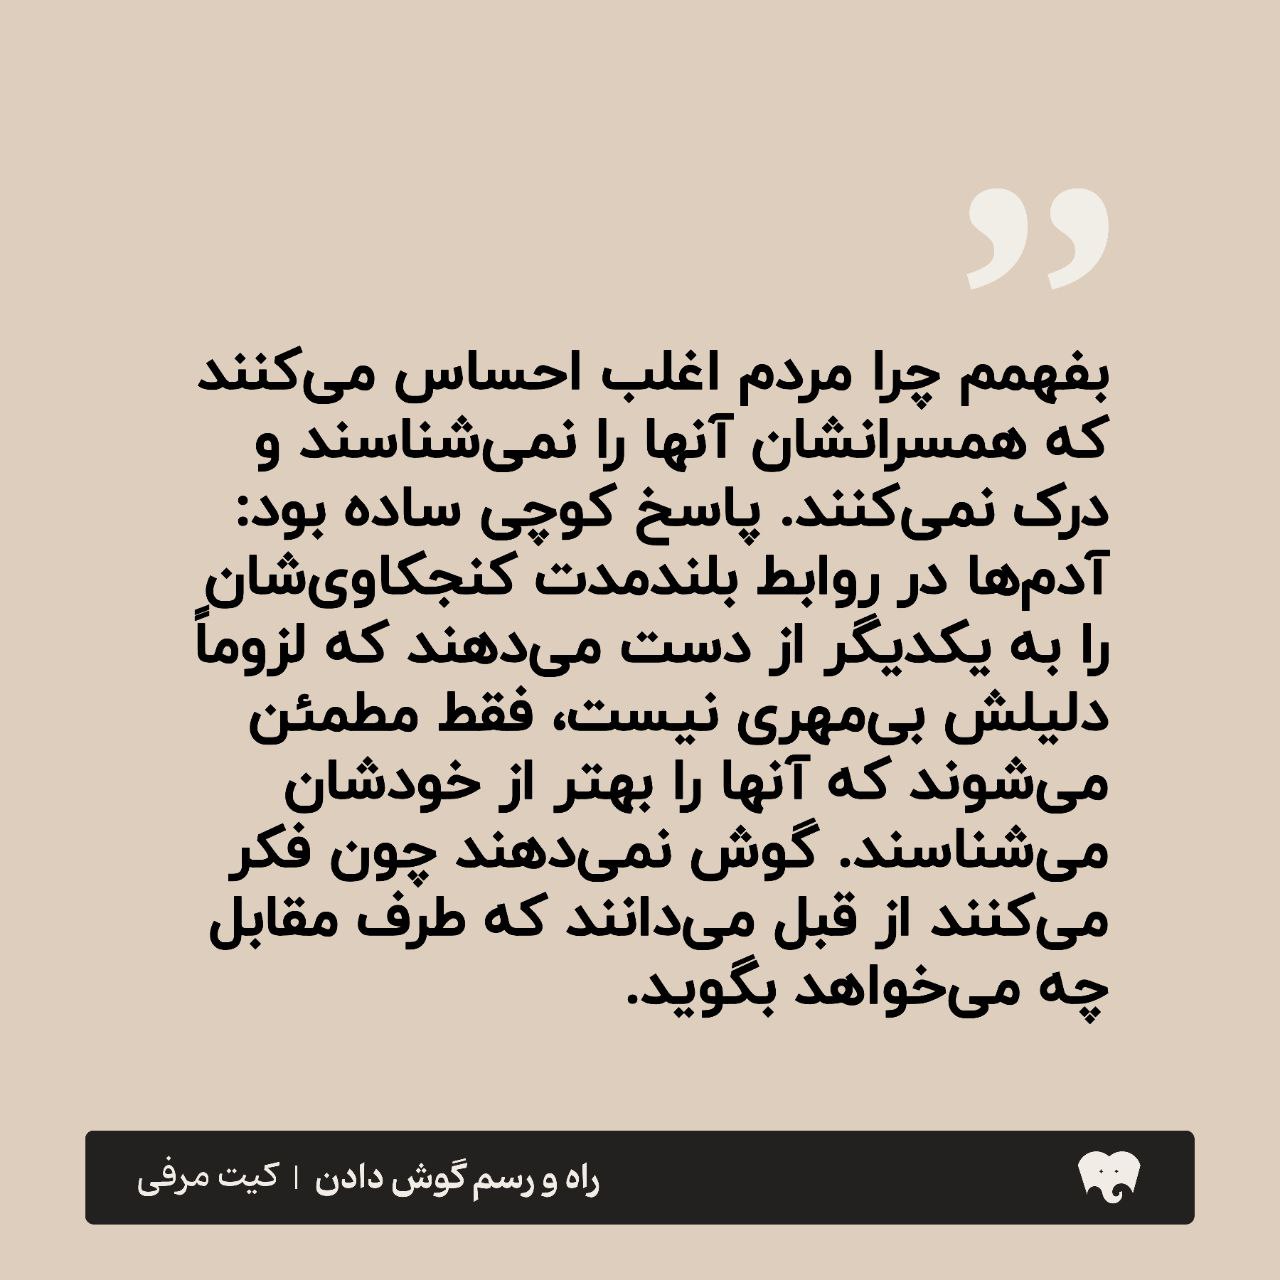 ”
بفهمم چرا مردم اغلب احساس می‌کنند
که همسرانشان آنها را نمی‌شناسند و
درک نمی‌کنند. پاسخ کوچی ساده بود:
آدم‌ها در روابط بلندمدت کنجکاوی‌شان
را به یکدیگر از دست می‌دهند که لزوماً
دلیلش بی‌مهری نیست، فقط مطمئن
می‌شوند که آنها را بهتر از خودشان
می‌شناسند. گوش نمی‌دهند چون فکر
می‌کنند از قبل می‌دانند که طرف مقابل
چه می‌خواهد بگوید.
راه و رسم گوش دادن | کیت مرفی